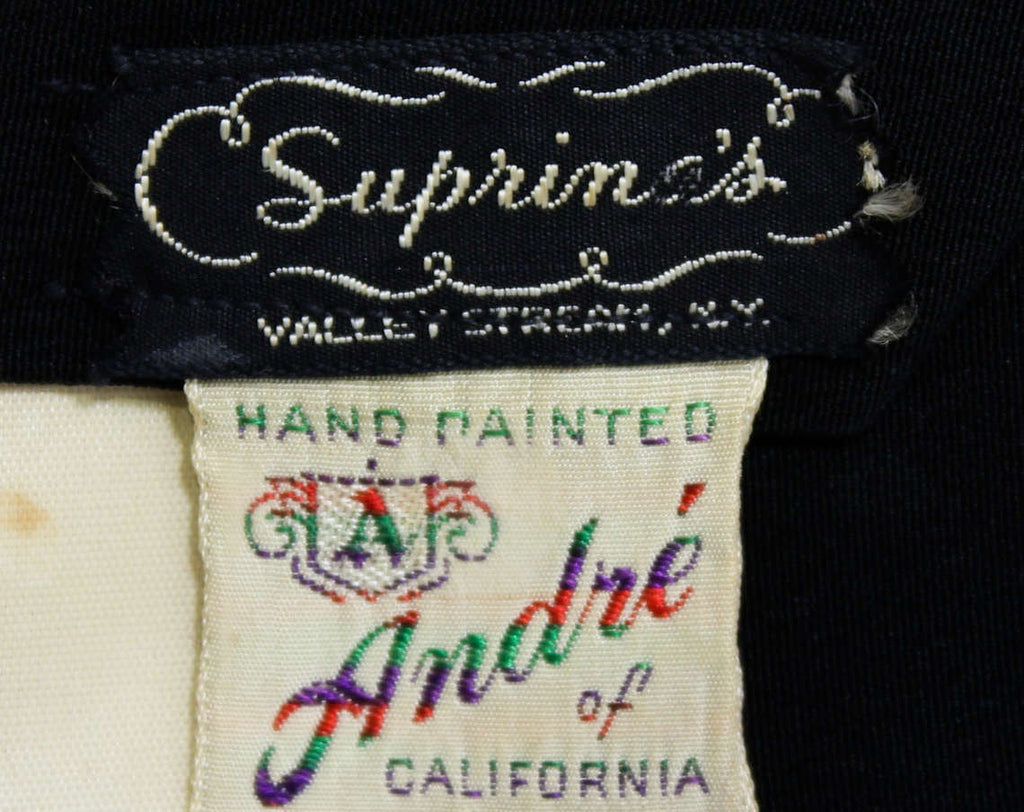 Suprina's
VALLEY STREAM, N.Y.
HAND PAINTED
A
André
of
CALIFORNIA